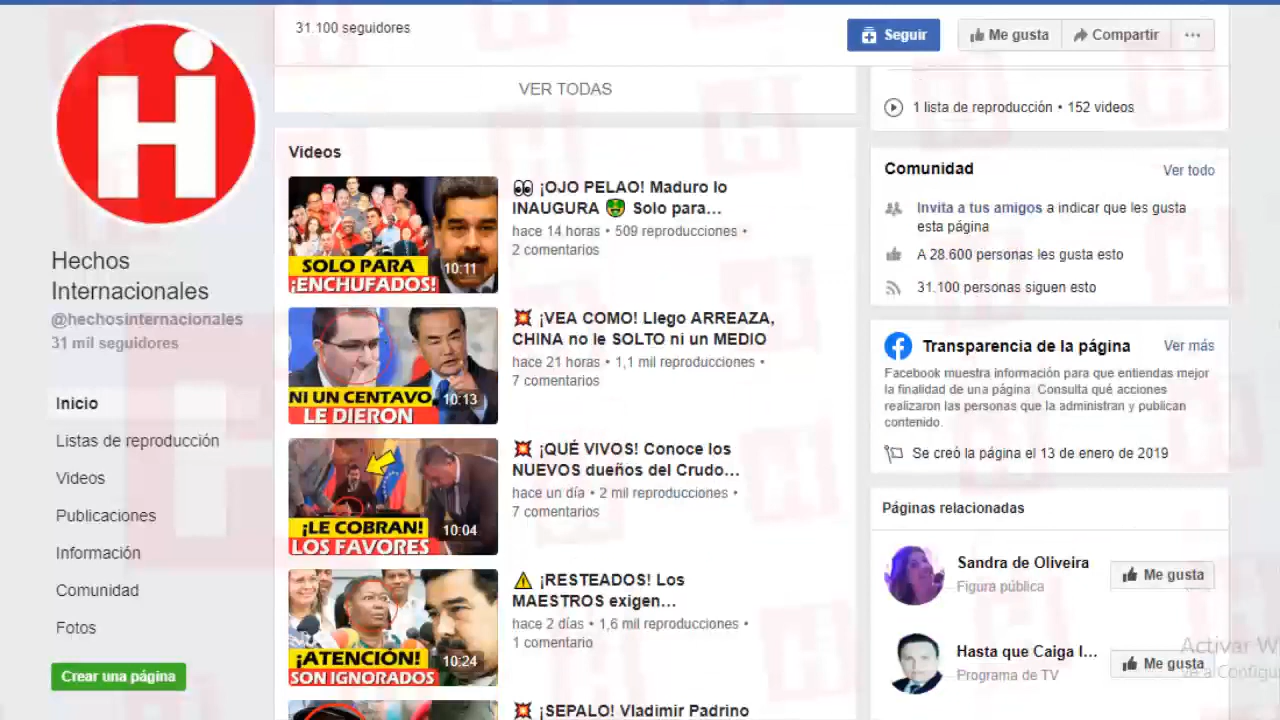 31.100 seguidores
Seguir
Me gusta
Compartir
VER TODAS
1 lista de reproducción • 152 videos
Hi
Hechos
Internacionales
@hechosinternacionales
31 mil seguidores
Inicio
Listas de reproducción
Videos
Publicaciones
Información
Comunidad
Fotos
Crear una página
Videos
SOLO PARA
¡ENCHUFADOS!
10:11
¡OJO PELAO! Maduro lo
INAUGURA 🤑 Solo para...
hace 14 horas • 509 reproducciones •
2 comentarios
NI UN CENTAVO
LE DIERON
10:13
¡VEA COMO! Llego ARREAZA,
CHINA no le SOLTO ni un MEDIO
hace 21 horas • 1,1 mil reproducciones •
7 comentarios
¡LE COBRAN!
LOS FAVORES
10:04
¡QUÉ VIVOS! Conoce los
NUEVOS dueños del Crudo...
hace un día • 2 mil reproducciones •
7 comentarios
¡ATENCIÓN!
SON IGNORADOS
10:24
¡RESTEADOS! Los
MAESTROS exigen...
hace 2 días • 1,6 mil reproducciones •
1 comentario
¡SEPALO! Vladimir Padrino
Comunidad
Ver todo
Invita a tus amigos a indicar que les gusta
esta página
A 28.600 personas les gusta esto
31.100 personas siguen esto
Transparencia de la página
Ver más
Facebook muestra información para que entiendas mejor
la finalidad de una página. Consulta qué acciones
realizaron las personas que la administran y publican
contenido.
Se creó la página el 13 de enero de 2019
Páginas relacionadas
Sandra de Oliveira
Figura pública
Me gusta
Hasta que Caiga l...
Programa de TV
Me gusta
Activar W
Ve a Configu